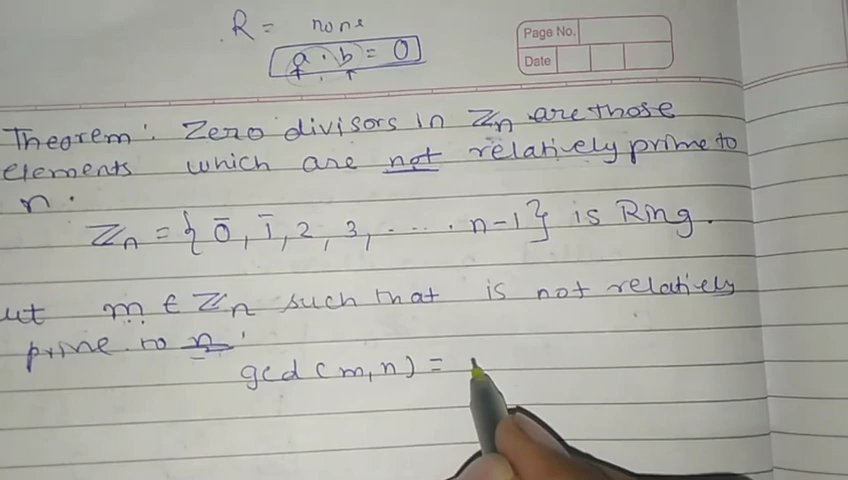 R = none
a · b = 0
Page No.
Date
Theorem: Zero divisors in Zn are those
elements which are not relatively prime to
n.
Zn = {0̄, 1̄, 2, 3, ..... n-1} is Ring.
Let m ∈ Zn such that is not relatively
prime to n.
gcd (m, n) =